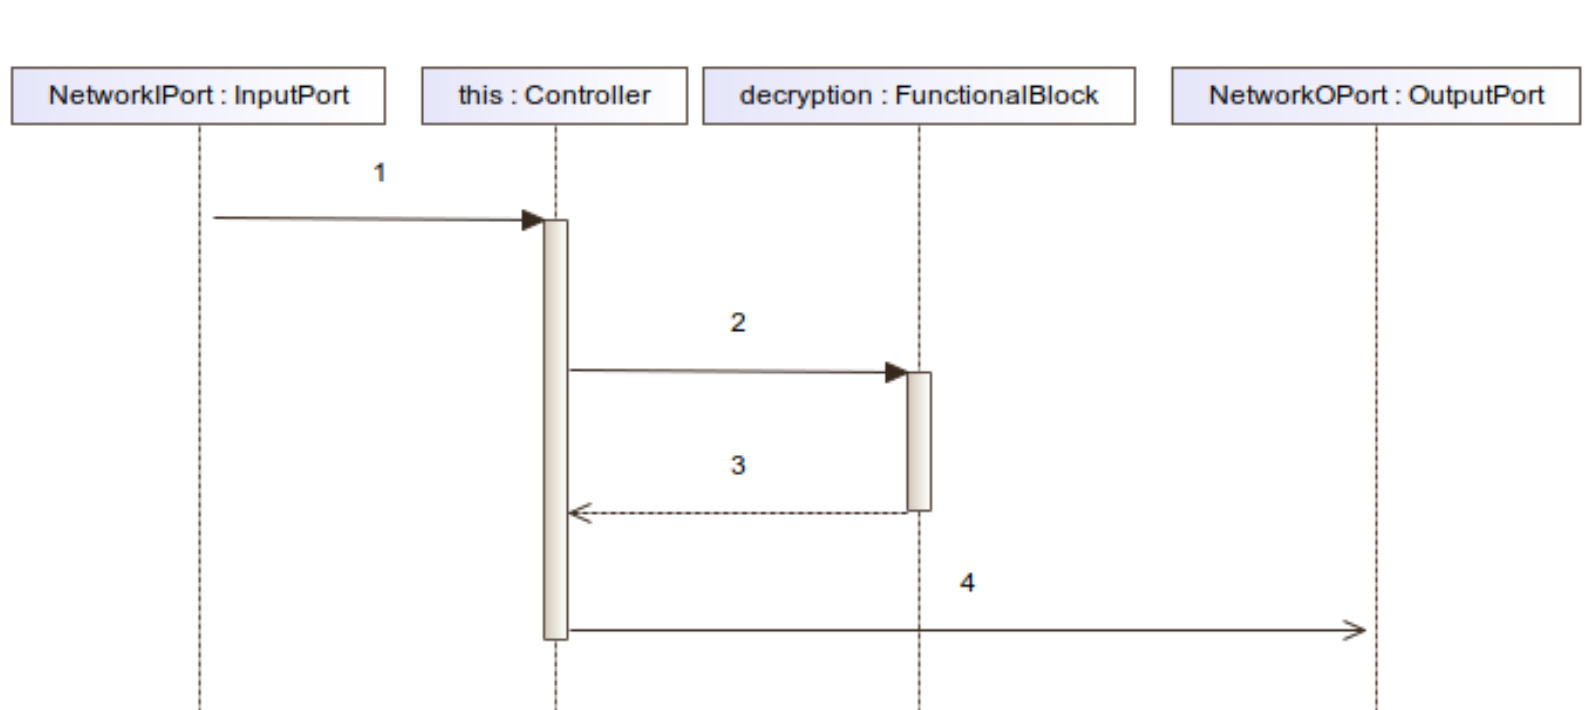 NetworkIPort : InputPort
this : Controller
decryption : FunctionalBlock
NetworkOPort : OutputPort
1
2
3
4